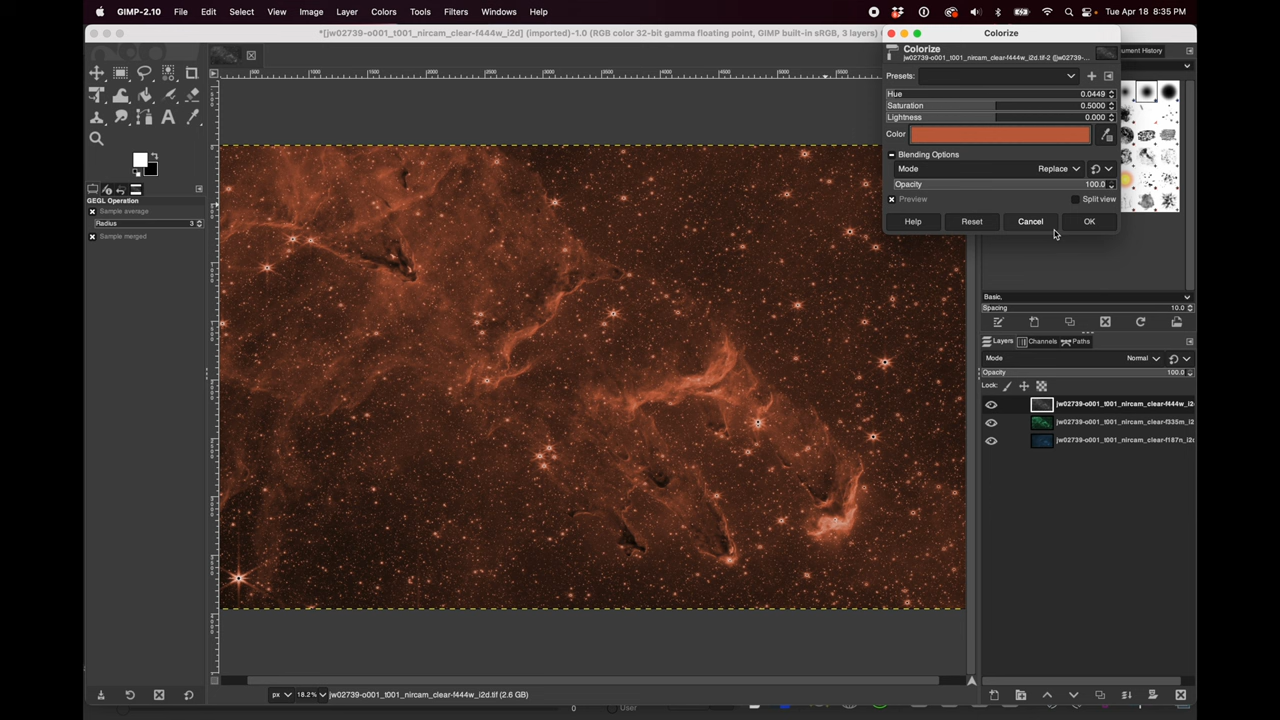 GIMP-2.10 File Edit Select View Image Layer Colors Tools Filters Windows Help Tue Apr 18 8:35 PM
*[jw02739-o001_t001_nircam_clear-f444w_i2d] (imported)-1.0 (RGB color 32-bit gamma floating point, GIMP built-in sRGB, 3 layers)
Colorize
Colorize
jw02739-o001_t001_nircam_clear-f444w_i2d.tif-2 ([jw02739-...
ument History
Presets:
Hue 0.0449
Saturation 0.5000
Lightness 0.000
Color
Blending Options
Mode Replace
Opacity 100.0
Preview Split view
Help Reset Cancel OK
GEGL Operation
Sample average
Radius 3
Sample merged
Basic,
Spacing 10.0
Layers Channels Paths
Mode Normal
Opacity 100.0
Lock:
jw02739-o001_t001_nircam_clear-f444w_i2
jw02739-o001_t001_nircam_clear-f335m_i2
jw02739-o001_t001_nircam_clear-f187n_i2
px 18.2% jw02739-o001_t001_nircam_clear-f444w_i2d.tif (2.6 GB)
0 User